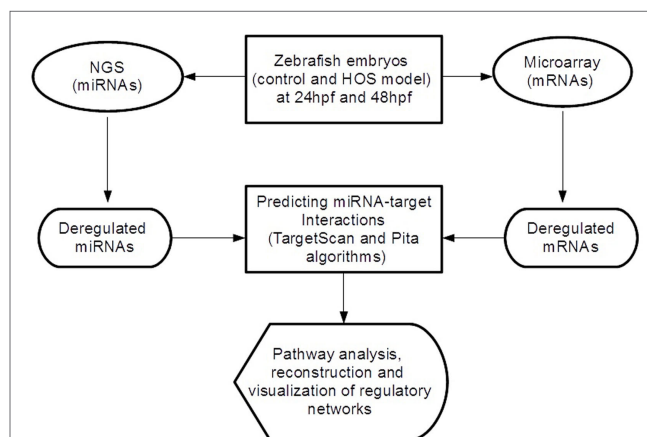 NGS
(miRNAs)
Zebrafish embryos
(control and HOS model)
at 24hpf and 48hpf
Microarray
(mRNAs)
Deregulated
miRNAs
Predicting miRNA-target
Interactions
(TargetScan and Pita
algorithms)
Deregulated
mRNAs
Pathway analysis,
reconstruction and
visualization of regulatory
networks